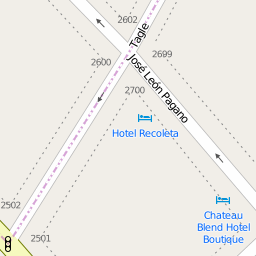 2602
Tagle
2699
2600
José León Pagano
2700
Hotel Recoleta
2502
Chateau
Blend Hotel
Boutique
2501